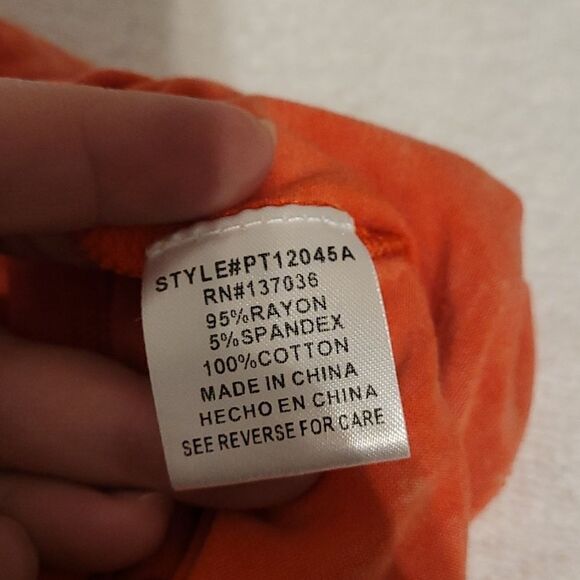 STYLE#PT12045A
RN#137036
95%RAYON
5%SPANDEX
100%COTTON
MADE IN CHINA
HECHO EN CHINA
SEE REVERSE FOR CARE